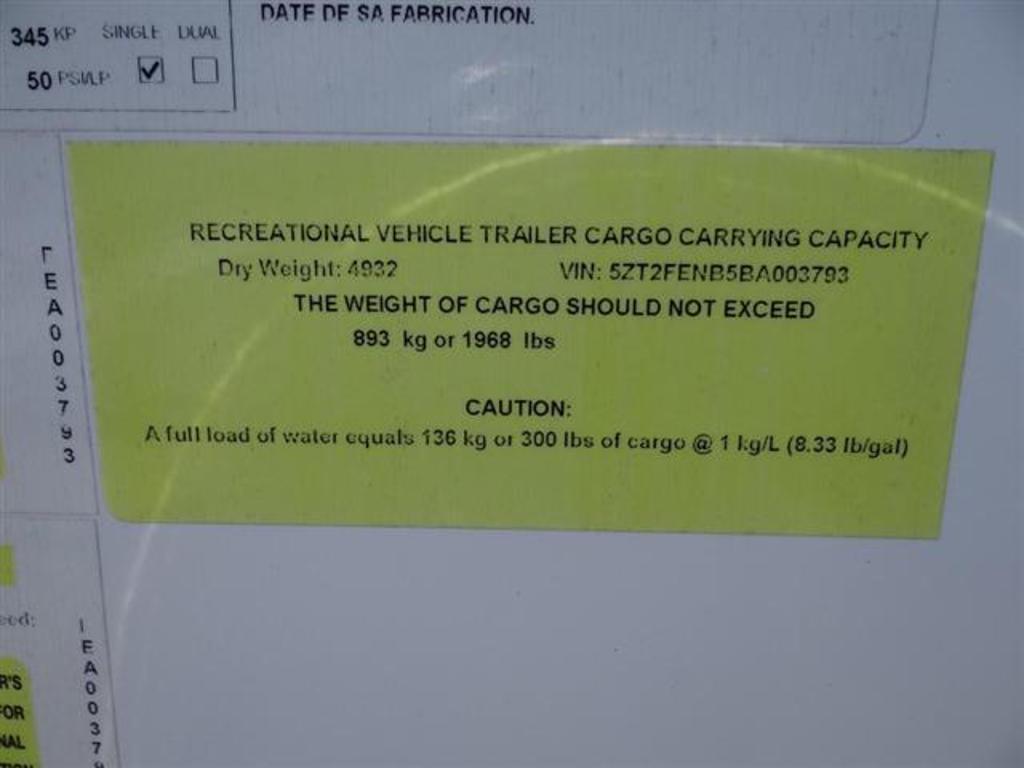 DATE DE SA FABRICATION.
345 KP SINGLE DUAL
50 PSI/LP
RECREATIONAL VEHICLE TRAILER CARGO CARRYING CAPACITY
Dry Weight: 4932 VIN: 5ZT2FENB5BA003793
THE WEIGHT OF CARGO SHOULD NOT EXCEED
893 kg or 1968 lbs
CAUTION:
A full load of water equals 136 kg or 300 lbs of cargo @ 1 kg/L (8.33 lb/gal)
EA003793
EA0037
R'S
FOR
NAL